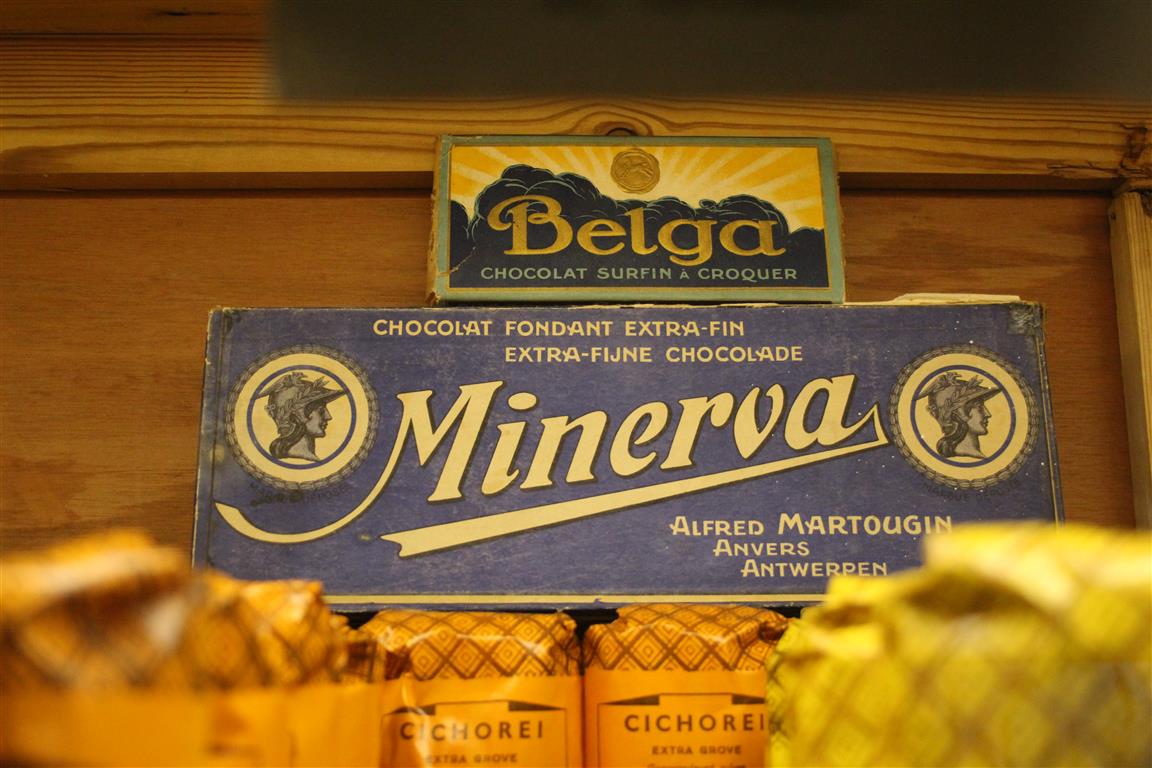 Belga
CHOCOLAT SURFIN À CROQUER
CHOCOLAT FONDANT EXTRA-FIN
EXTRA-FIJNE CHOCOLADE
Minerva
ALFRED MARTOUGIN
ANVERS
ANTWERPEN
CICHOREI
EXTRA GROVE
CICHOREI
EXTRA GROVE